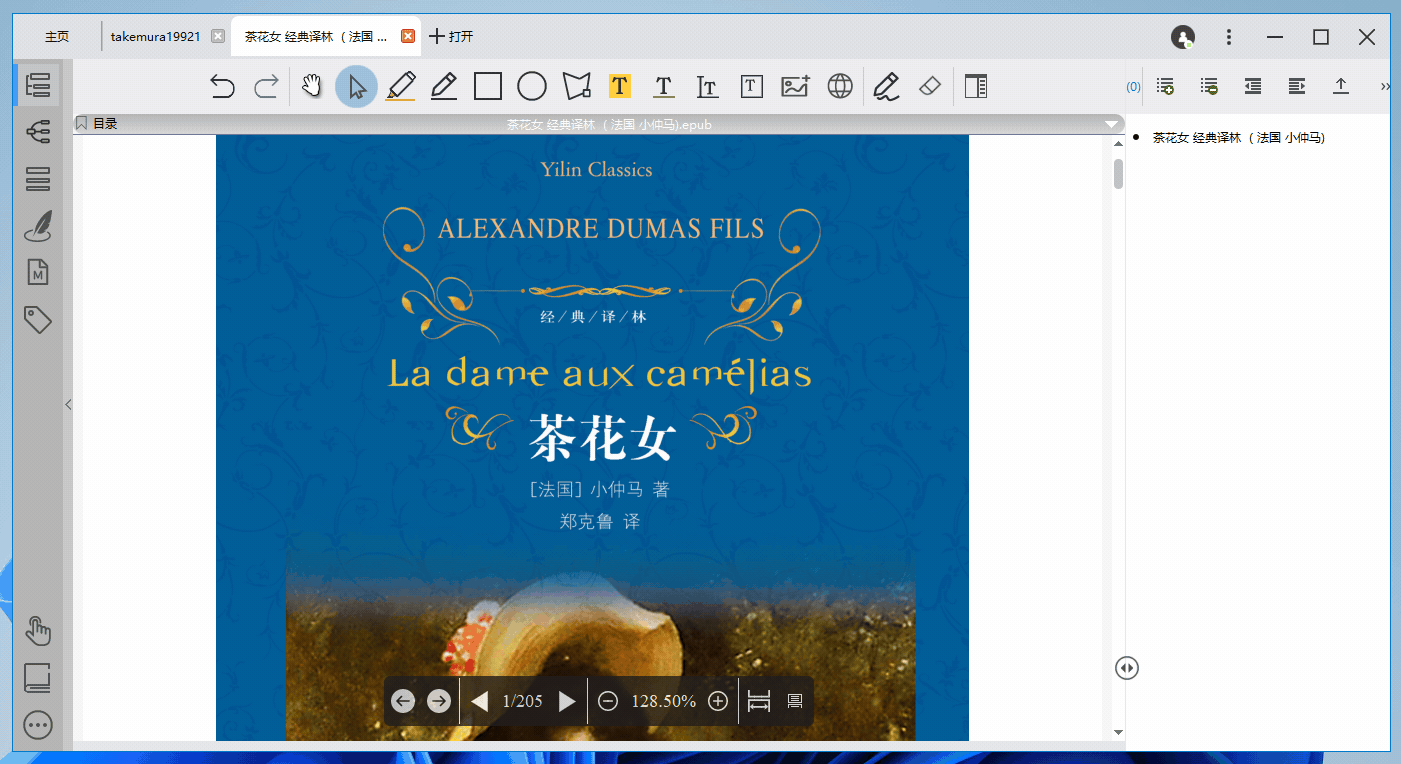 主页
takemura19921
茶花女 经典译林（ 法国 ...
打开
(0)
目录
茶花女 经典译林（ 法国 小仲马).epub
茶花女 经典译林（ 法国 小仲马)
Yilin Classics
ALEXANDRE DUMAS FILS
经/典/译/林
La dame aux camélias
茶花女
[法国] 小仲马 著
郑克鲁 译
1/205
128.50%